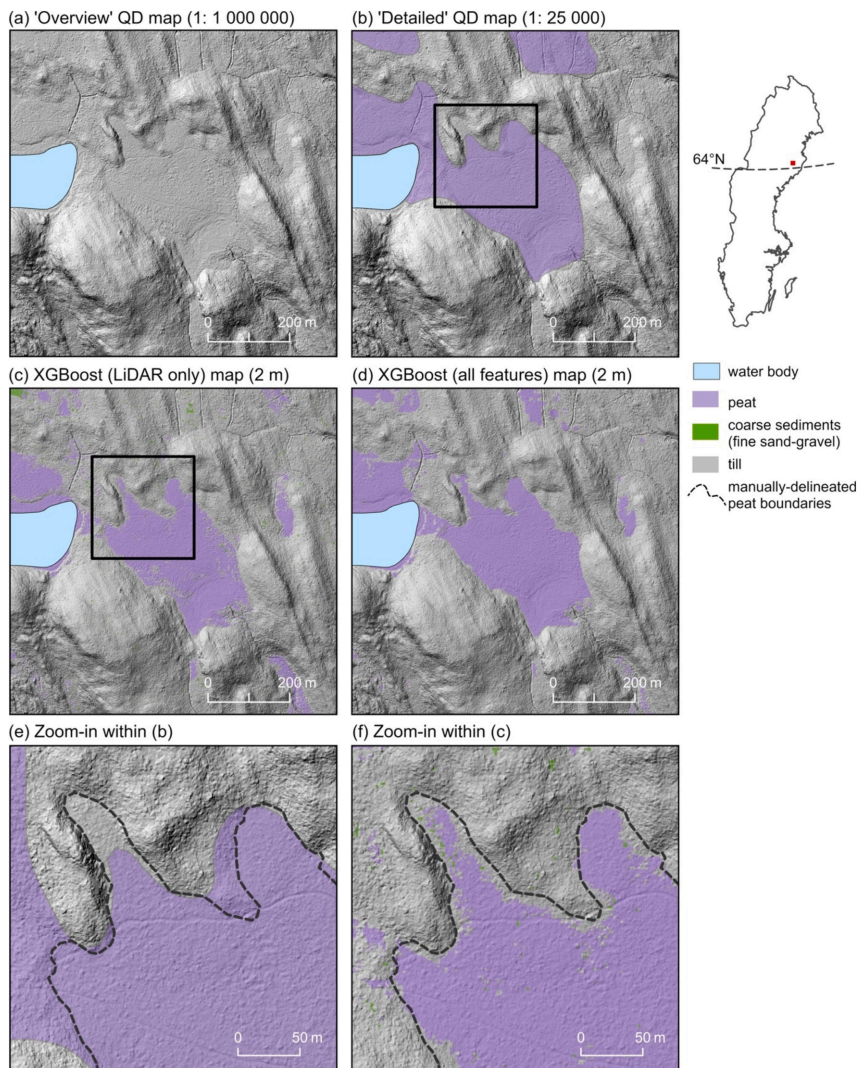 (a) 'Overview' QD map (1: 1 000 000)
(b) 'Detailed' QD map (1: 25 000)
0 200 m
0 200 m
64°N
(c) XGBoost (LiDAR only) map (2 m)
(d) XGBoost (all features) map (2 m)
0 200 m
0 200 m
water body
peat
coarse sediments
(fine sand-gravel)
till
manually-delineated
peat boundaries
(e) Zoom-in within (b)
(f) Zoom-in within (c)
0 50 m
0 50 m